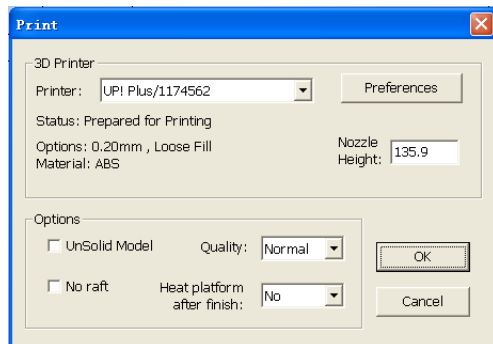 Print
3D Printer
Printer: UP! Plus/1174562
Preferences
Status: Prepared for Printing
Options: 0.20mm , Loose Fill
Material: ABS
Nozzle
Height: 135.9
Options
UnSolid Model
Quality: Normal
OK
No raft
Heat platform
after finish: No
Cancel